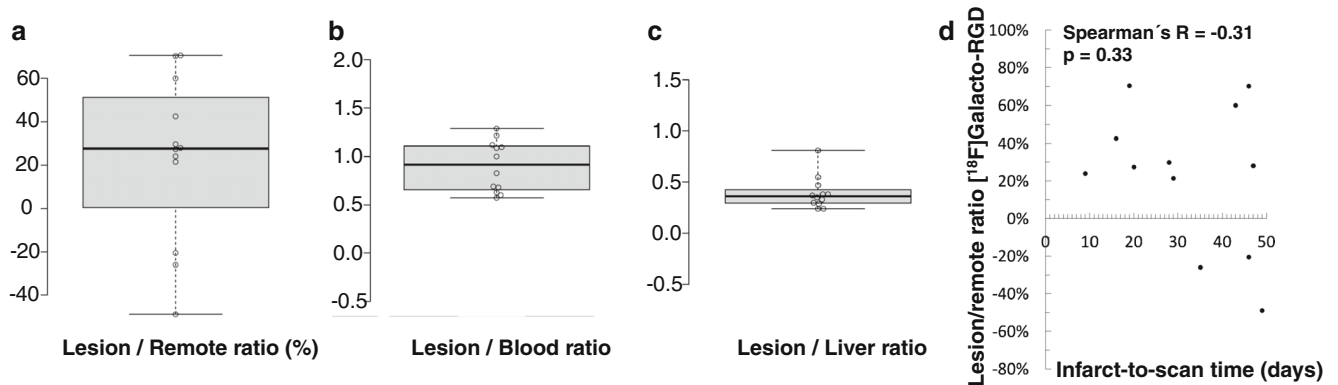 a
60
40
20
0
-20
-40
Lesion / Remote ratio (%)
b
2.0
1.5
1.0
0.5
0.0
-0.5
Lesion / Blood ratio
c
1.5
1.0
0.5
0.0
-0.5
Lesion / Liver ratio
d
Lesion/remote ratio [¹⁸F]Galacto-RGD
100%
80%
60%
40%
20%
0%
-20%
-40%
-60%
-80%
Spearman´s R = -0.31
p = 0.33
0 10 20 30 40 50
Infarct-to-scan time (days)